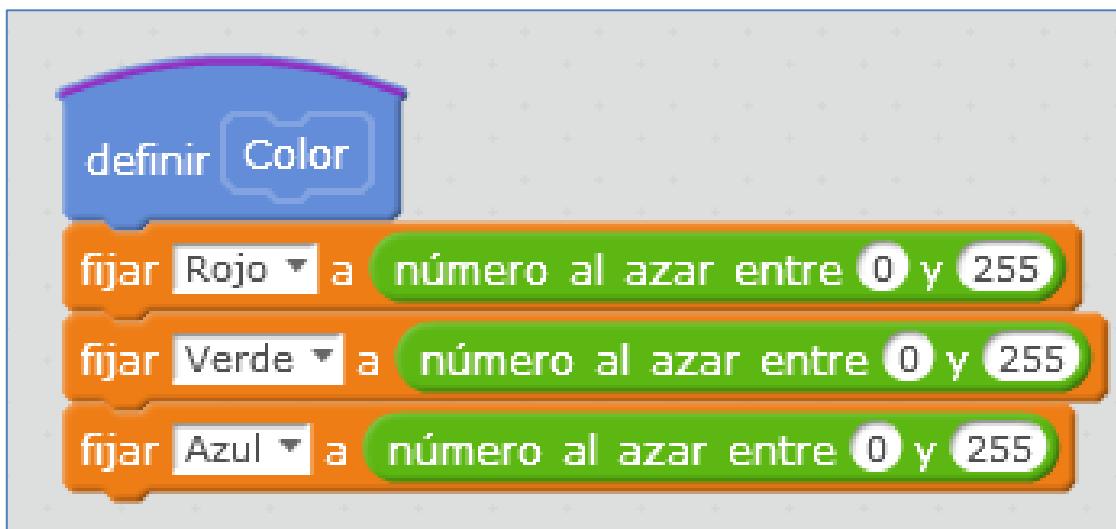 definir Color
fijar Rojo a número al azar entre 0 y 255
fijar Verde a número al azar entre 0 y 255
fijar Azul a número al azar entre 0 y 255